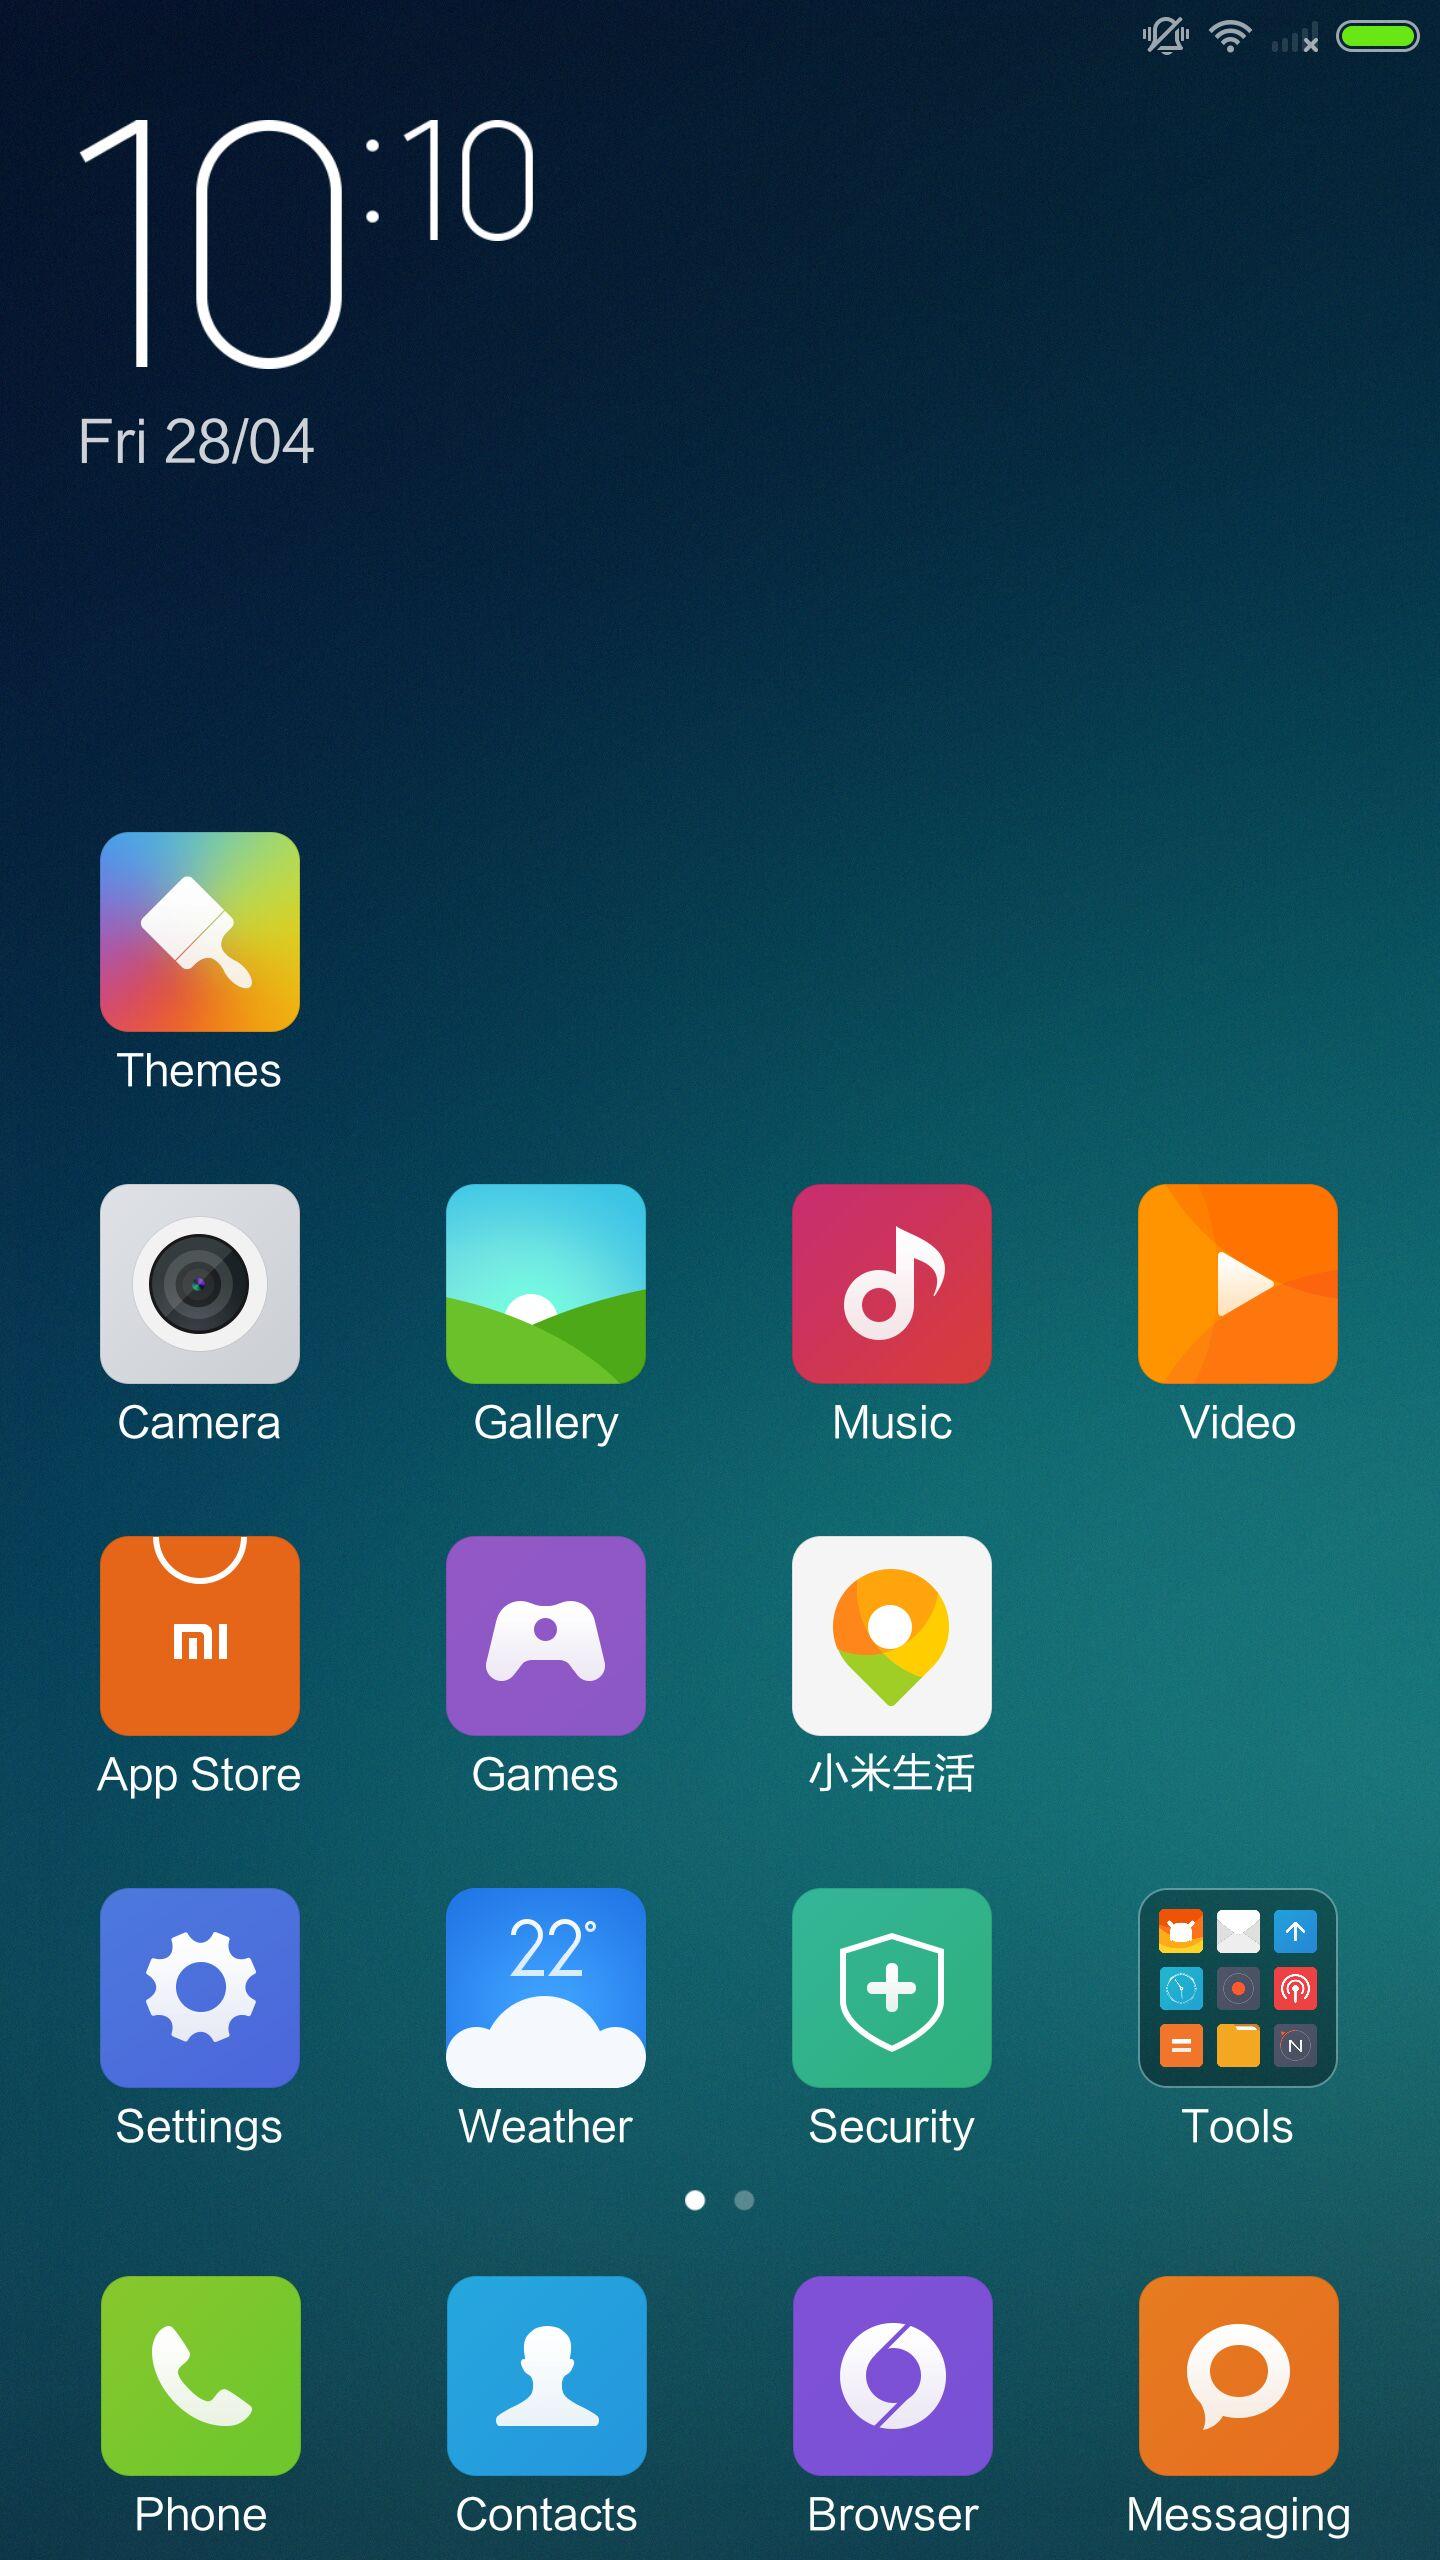 10:10
Fri 28/04
Themes
Camera
Gallery
Music
Video
mi
App Store
Games
小米生活
22°
Settings
Weather
Security
N
Tools
Phone
Contacts
Browser
Messaging